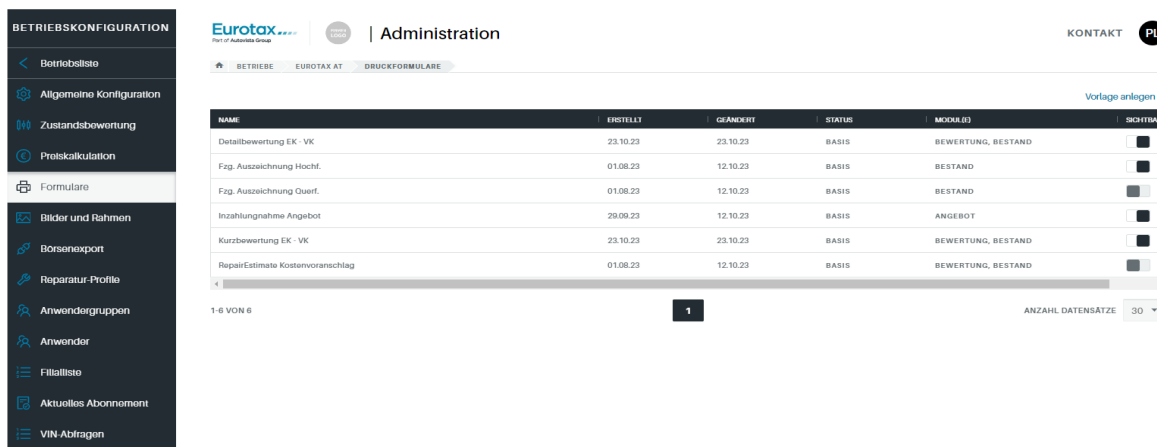 BETRIEBSKONFIGURATION
Betriebsliste
Allgemeine Konfiguration
Zustandsbewertung
Preiskalkulation
Formulare
Bilder und Rahmen
Börsenexport
Reparatur-Profile
Anwendergruppen
Anwender
Filialliste
Aktuelles Abonnement
VIN-Abfragen
Eurotax
Part of Autovista Group
LOGO
| Administration
KONTAKT
BETRIEBE EUROTAX AT DRUCKFORMULARE
Vorlage anlegen
NAME ERSTELLT GEÄNDERT STATUS MODUL(E) SICHTBA
Detailbewertung EK - VK 23.10.23 23.10.23 BASIS BEWERTUNG, BESTAND
Fzg. Auszeichnung Hochf. 01.08.23 12.10.23 BASIS BESTAND
Fzg. Auszeichnung Querf. 01.08.23 12.10.23 BASIS BESTAND
Inzahlungnahme Angebot 29.09.23 12.10.23 BASIS ANGEBOT
Kurzbewertung EK - VK 23.10.23 23.10.23 BASIS BEWERTUNG, BESTAND
RepairEstimate Kostenvoranschlag 01.08.23 12.10.23 BASIS BEWERTUNG, BESTAND
1-6 VON 6 1 ANZAHL DATENSÄTZE 30